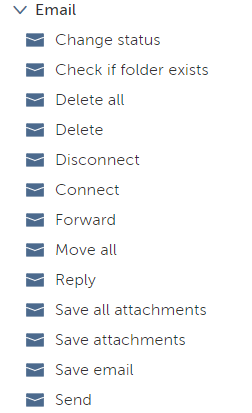 Email
Change status
Check if folder exists
Delete all
Delete
Disconnect
Connect
Forward
Move all
Reply
Save all attachments
Save attachments
Save email
Send